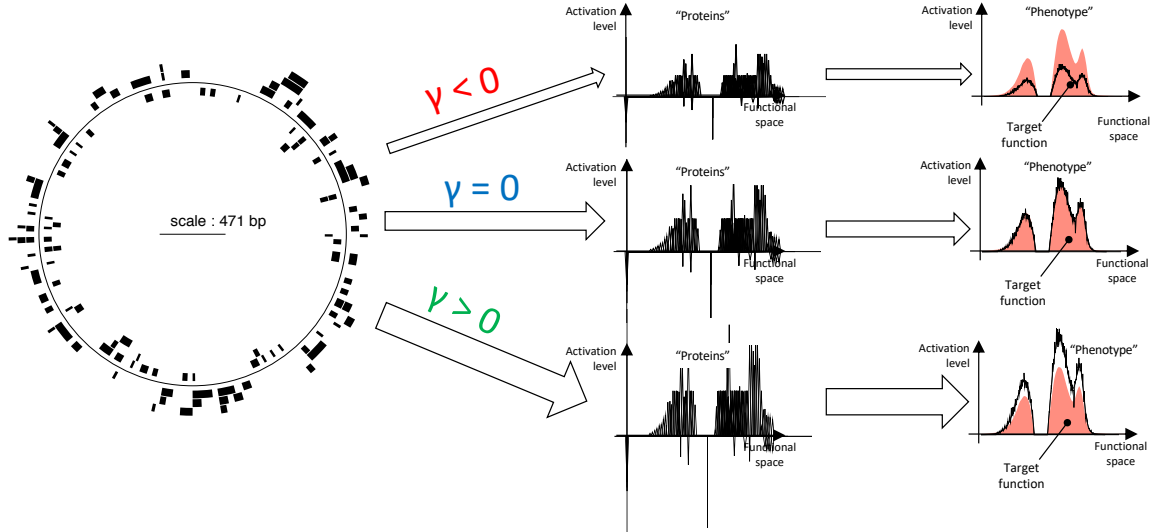 scale : 471 bp
γ < 0
Activation
level
“Proteins”
Functional
space
Activation
level
“Phenotype”
Target
function
Functional
space
γ = 0
Activation
level
“Proteins”
Functional
space
Activation
level
“Phenotype”
Target
function
Functional
space
γ > 0
Activation
level
“Proteins”
Functional
space
Activation
level
“Phenotype”
Target
function
Functional
space